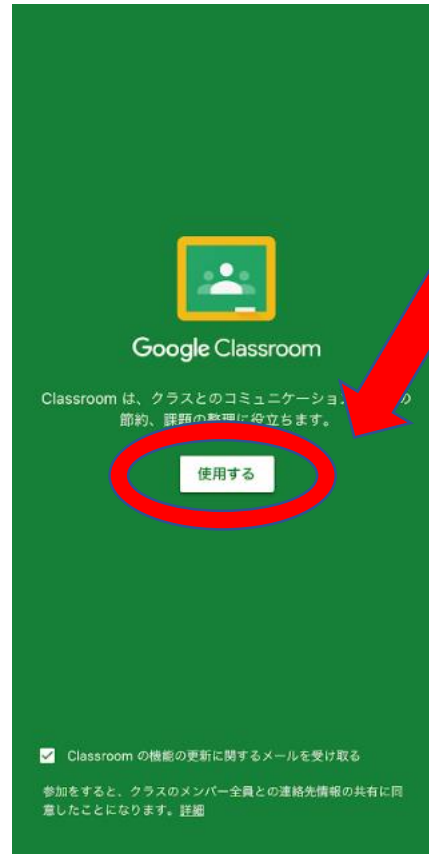 Google Classroom
Classroom は、クラスとのコミュニケーショ の
節約、課題の整理に役立ちます。
使用する
Classroom の機能の更新に関するメールを受け取る
参加をすると、クラスのメンバー全員との連絡先情報の共有に同
意したことになります。詳細